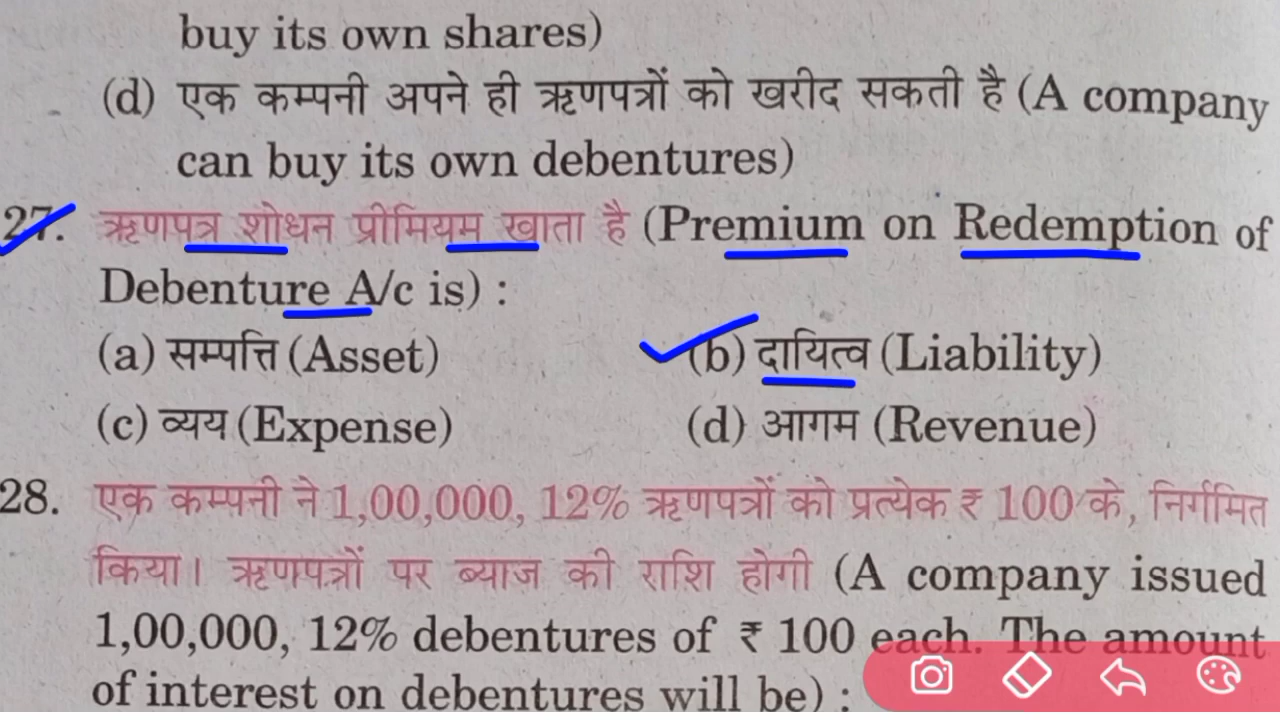 buy its own shares)
(d) एक कम्पनी अपने ही ऋणपत्रों को खरीद सकती है (A company
can buy its own debentures)
27. ऋणपत्र शोधन प्रीमियम खाता है (Premium on Redemption of
Debenture A/c is) :
(a) सम्पत्ति (Asset) (b) दायित्व (Liability)
(c) व्यय (Expense) (d) आगम (Revenue)
28. एक कम्पनी ने 1,00,000, 12% ऋणपत्रों को प्रत्येक ₹ 100 के, निर्गमित
किया। ऋणपत्रों पर ब्याज की राशि होगी (A company issued
1,00,000, 12% debentures of ₹ 100 each. The amount
of interest on debentures will be) :